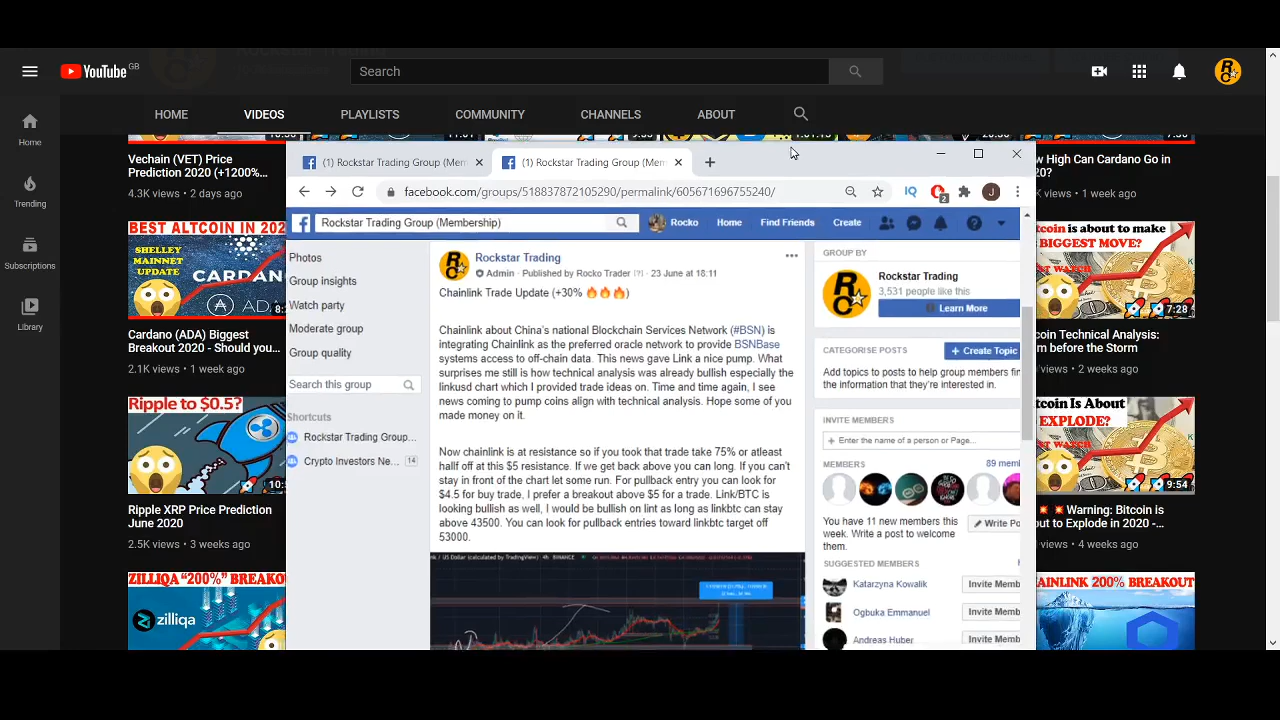 YouTube GB
Search
HOME
VIDEOS
PLAYLISTS
COMMUNITY
CHANNELS
ABOUT
Home
Trending
Subscriptions
Library
Vechain (VET) Price
Prediction 2020 (+1200%...
4.3K views • 2 days ago
BEST ALTCOIN IN 202
SHELLEY
MAINNET
UPDATE
CARDAN
ADA
Cardano (ADA) Biggest
Breakout 2020 - Should you...
2.1K views • 1 week ago
Ripple to $0.5?
Ripple XRP Price Prediction
June 2020
2.5K views • 3 weeks ago
ZILLIQA "200%" BREAKO
zilliqa
(1) Rockstar Trading Group (Mem
(1) Rockstar Trading Group (Mem
facebook.com/groups/518837872105290/permalink/605671696755240/
Rockstar Trading Group (Membership)
Rocko
Home
Find Friends
Create
Photos
Group insights
Watch party
Moderate group
Group quality
Search this group
Shortcuts
Rockstar Trading Group...
Crypto Investors Ne...
14
Rockstar Trading
Admin · Published by Rocko Trader [?] · 23 June at 18:11
Chainlink Trade Update (+30% 🔥🔥🔥)
Chainlink about China's national Blockchain Services Network (#BSN) is
integrating Chainlink as the preferred oracle network to provide BSNBase
systems access to off-chain data. This news gave Link a nice pump. What
surprises me still is how technical analysis was already bullish especially the
linkusd chart which I provided trade ideas on. Time and time again, I see
news coming to pump coins align with technical analysis. Hope some of you
made money on it.
Now chainlink is at resistance so if you took that trade take 75% or atleast
half off at this $5 resistance. If we get back above you can long. If you can't
stay in front of the chart let some run. For pullback entry you can look for
$4.5 for buy trade, I prefer a breakout above $5 for a trade. Link/BTC is
looking bullish as well, I would be bullish on lint as long as linkbtc can stay
above 43500. You can look for pullback entries toward linkbtc target off
53000.
GROUP BY
Rockstar Trading
3,531 people like this
Learn More
CATEGORISE POSTS
+ Create Topic
Add topics to posts to help group members fin
the information that they're interested in.
INVITE MEMBERS
+ Enter the name of a person or Page...
MEMBERS
89 memb
You have 11 new members this
week. Write a post to welcome
them.
Write Po
SUGGESTED MEMBERS
Katarzyna Kowalik
Invite Memb
Ogbuka Emmanuel
Invite Memb
Andreas Huber
Invite Memb
ow High Can Cardano Go in
0?
• 1 week ago
tcoin is about to make
BIGGEST MOVE?
7:28
coin Technical Analysis:
m before the Storm
views • 2 weeks ago
tcoin Is About
EXPLODE?
9:54
Warning: Bitcoin is
out to Explode in 2020 -...
views • 4 weeks ago
AINLINK 200% BREAKOUT